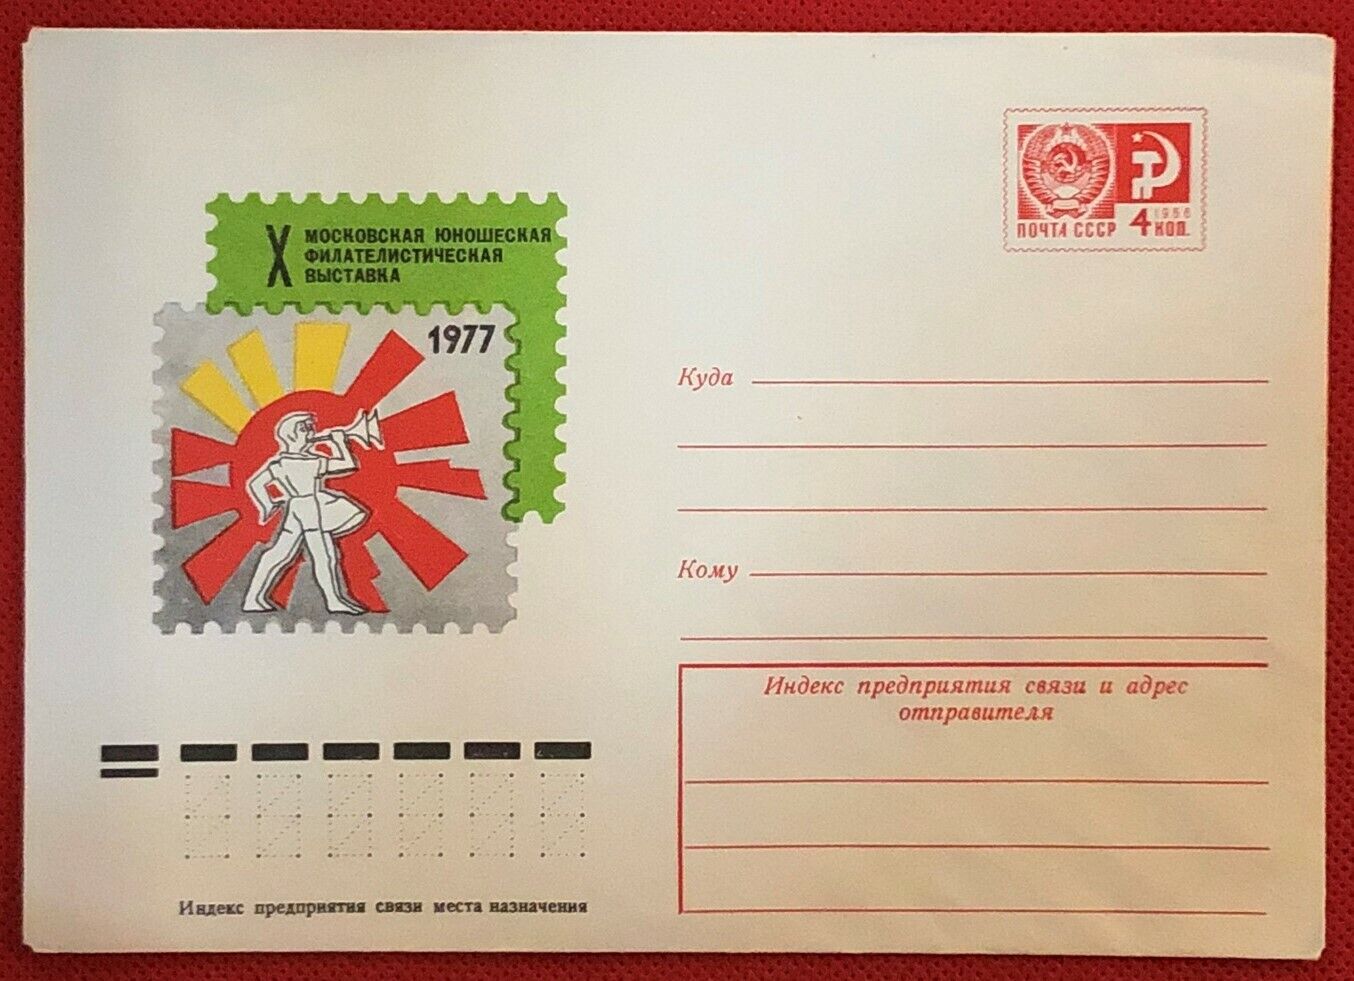 X МОСКОВСКАЯ ЮНОШЕСКАЯ
ФИЛАТЕЛИСТИЧЕСКАЯ
ВЫСТАВКА
1977
1966
ПОЧТА СССР 4 КОП.
Куда
Кому
Индекс предприятия связи и адрес
отправителя
Индекс предприятия связи места назначения